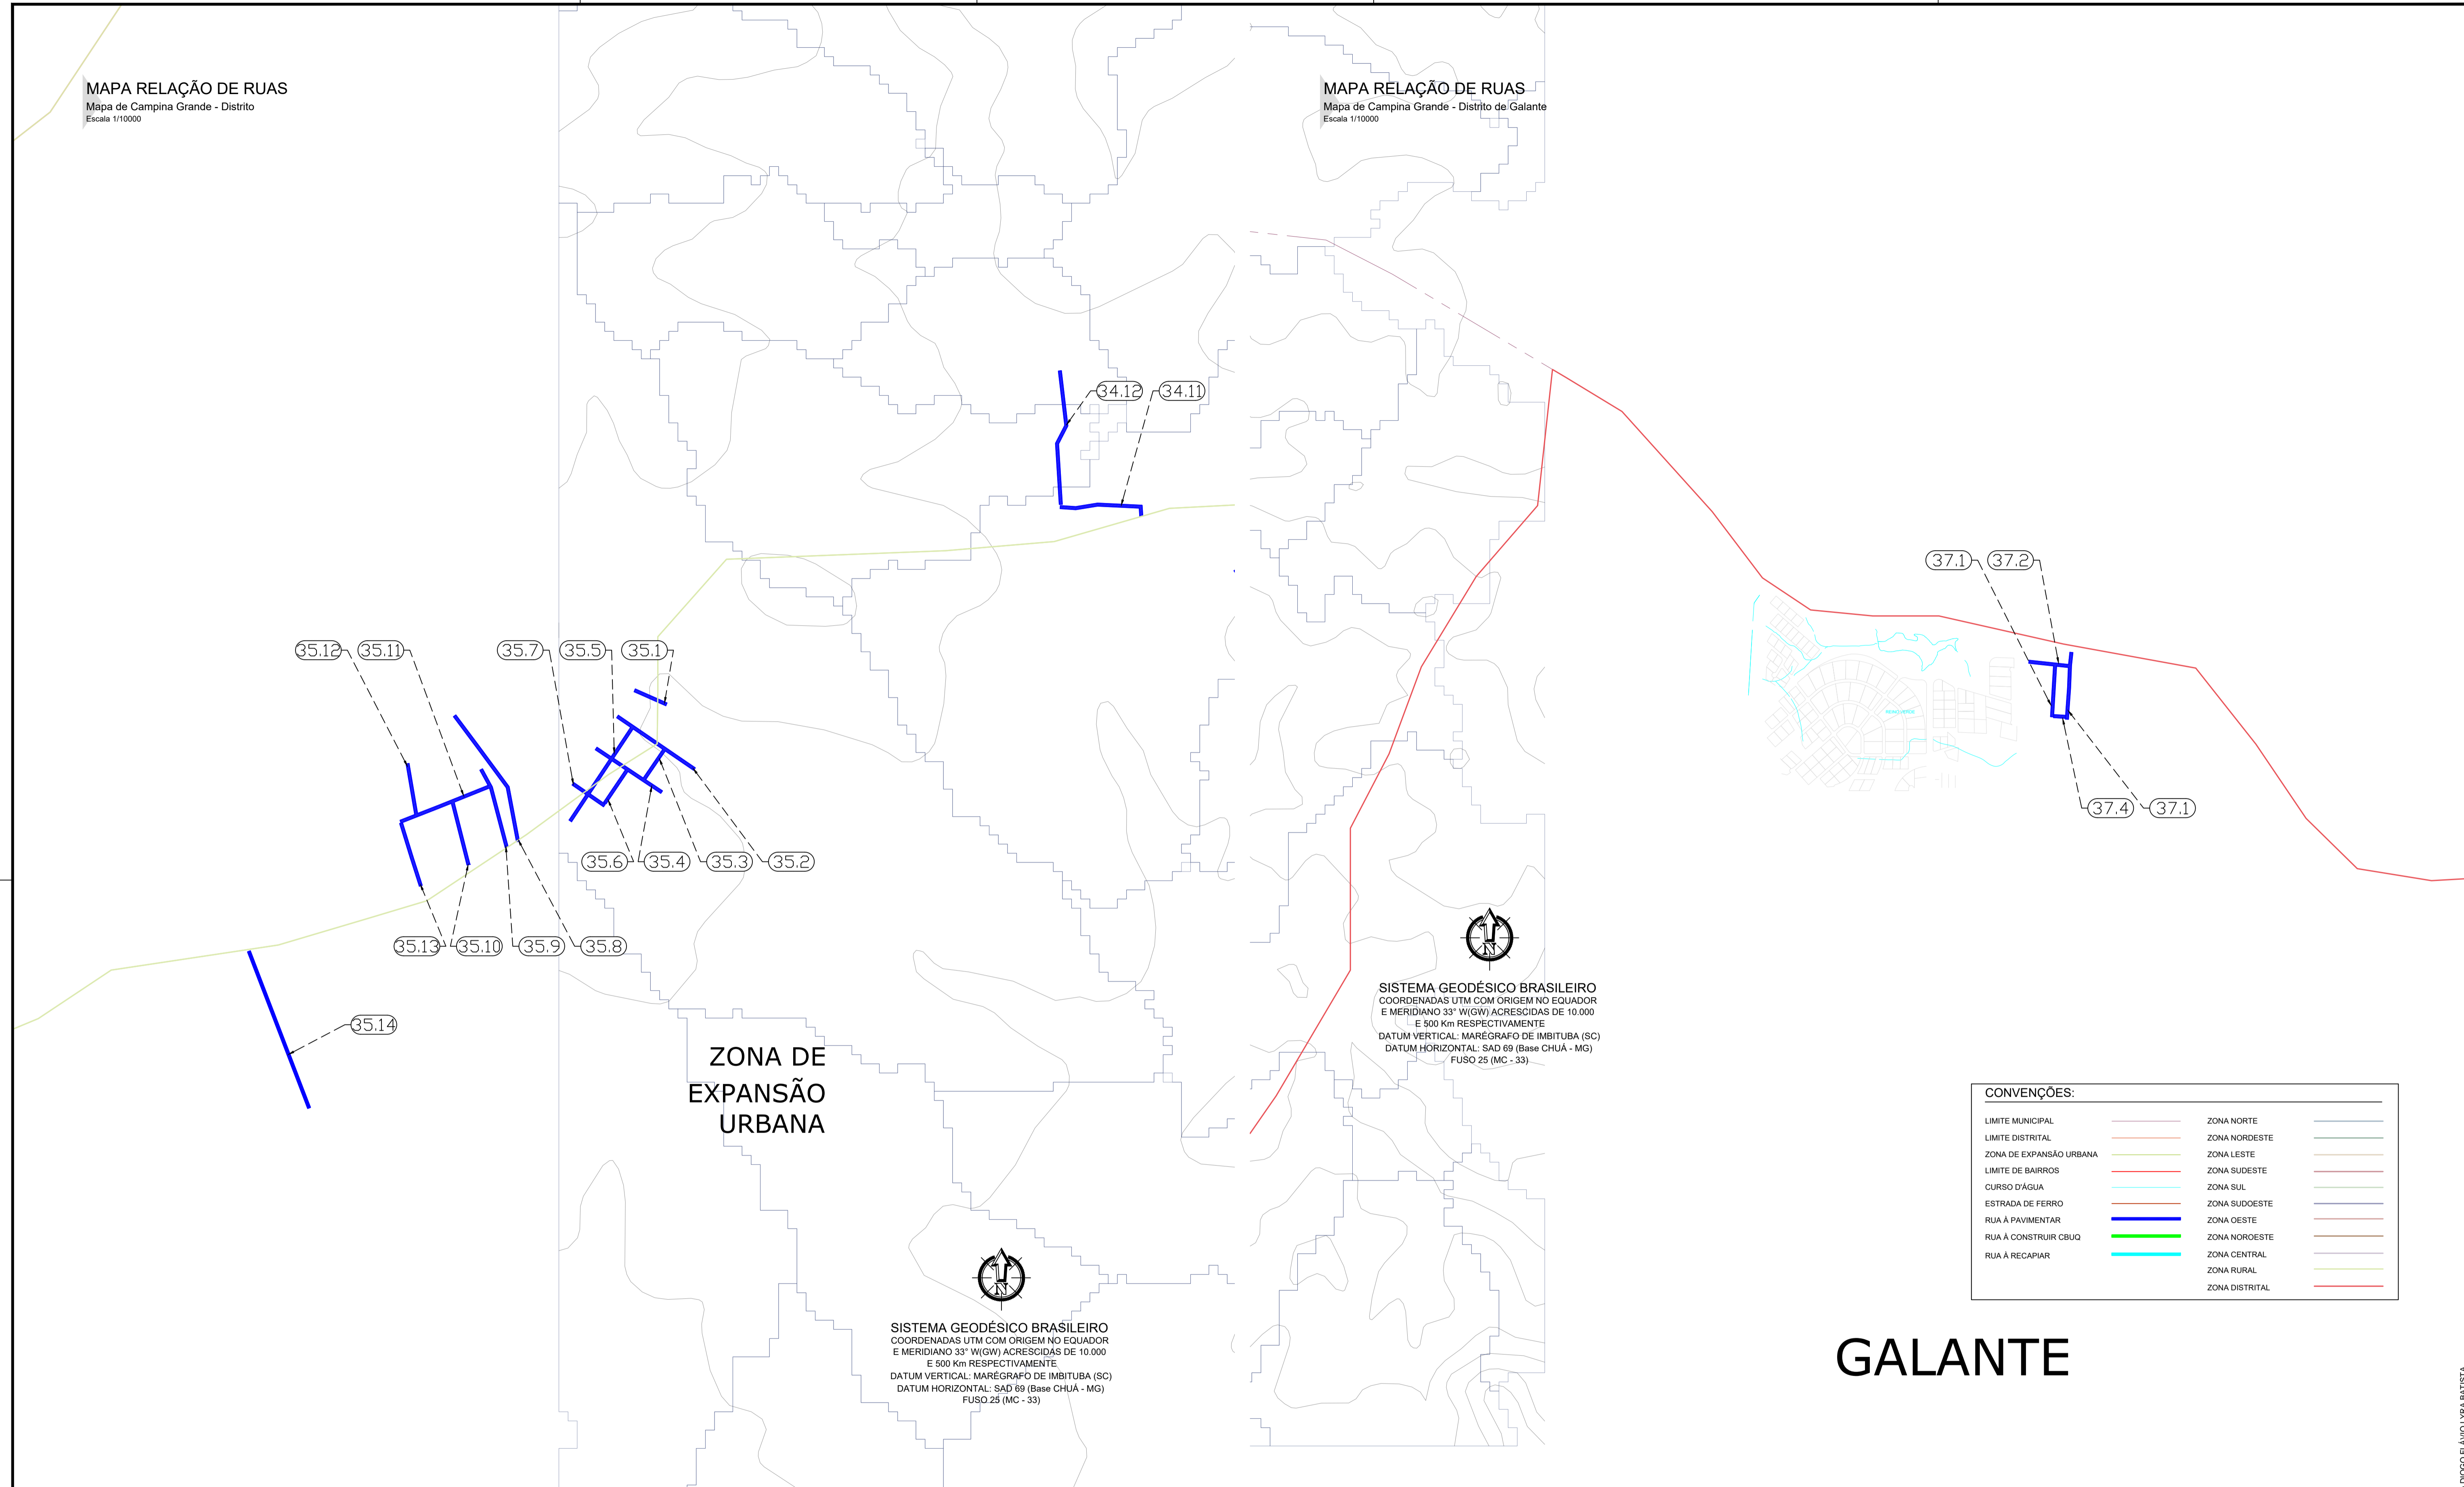 MAPA RELAÇÃO DE RUAS
Mapa de Campina Grande - Distrito
Escala 1/10000
MAPA RELAÇÃO DE RUAS
Mapa de Campina Grande - Distrito de Galante
Escala 1/10000
34.12
34.11
37.1
37.2
35.12
35.11
35.7
35.5
35.1
37.4
37.1
35.6
35.4
35.3
35.2
35.13
35.10
35.9
35.8
35.14
ZONA DE
EXPANSÃO
URBANA
SISTEMA GEODÉSICO BRASILEIRO
COORDENADAS UTM COM ORIGEM NO EQUADOR
E MERIDIANO 33° W(GW) ACRESCIDAS DE 10.000
E 500 Km RESPECTIVAMENTE
DATUM VERTICAL: MARÉGRAFO DE IMBITUBA (SC)
DATUM HORIZONTAL: SAD 69 (Base CHUÁ - MG)
FUSO 25 (MC - 33)
N
CONVENÇÕES:
LIMITE MUNICIPAL
LIMITE DISTRITAL
ZONA DE EXPANSÃO URBANA
LIMITE DE BAIRROS
CURSO D'ÁGUA
ESTRADA DE FERRO
RUA À PAVIMENTAR
RUA À CONSTRUIR CBUQ
RUA À RECAPIAR
ZONA NORTE
ZONA NORDESTE
ZONA LESTE
ZONA SUDESTE
ZONA SUL
ZONA SUDOESTE
ZONA OESTE
ZONA NOROESTE
ZONA CENTRAL
ZONA RURAL
ZONA DISTRITAL
N
SISTEMA GEODÉSICO BRASILEIRO
COORDENADAS UTM COM ORIGEM NO EQUADOR
E MERIDIANO 33° W(GW) ACRESCIDAS DE 10.000
E 500 Km RESPECTIVAMENTE
DATUM VERTICAL: MARÉGRAFO DE IMBITUBA (SC)
DATUM HORIZONTAL: SAD 69 (Base CHUÁ - MG)
FUSO 25 (MC - 33)
GALANTE
DIOGO FLÁVIO LYRA BATISTA